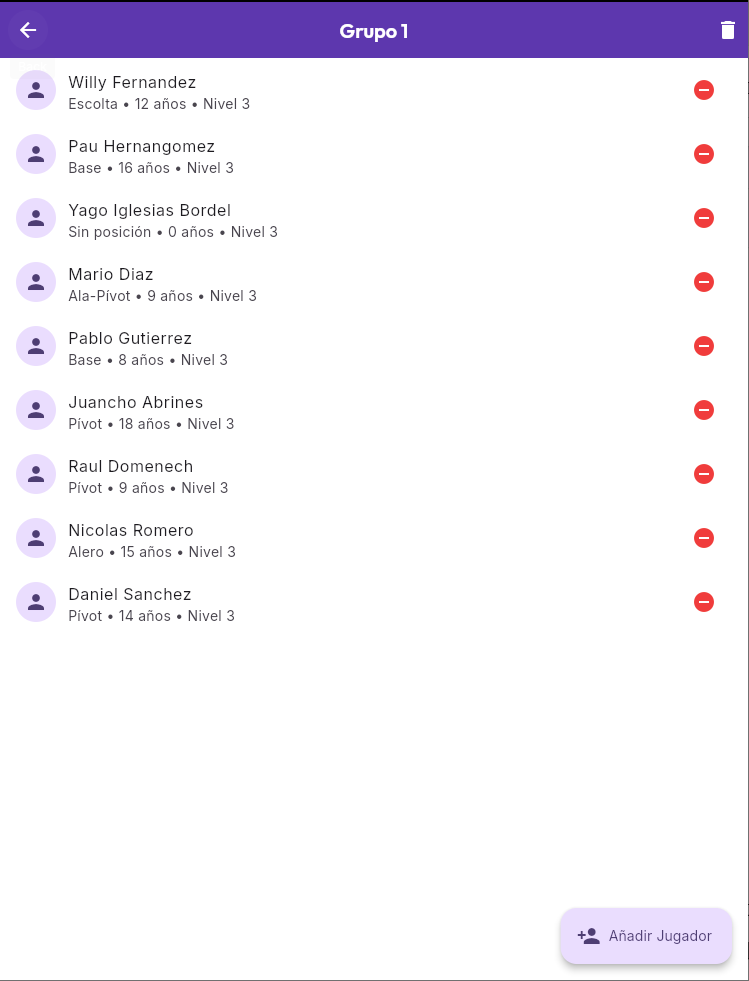 Grupo 1
Willy Fernandez
Escolta • 12 años • Nivel 3
Pau Hernangomez
Base • 16 años • Nivel 3
Yago Iglesias Bordel
Sin posición • 0 años • Nivel 3
Mario Diaz
Ala-Pívot • 9 años • Nivel 3
Pablo Gutierrez
Base • 8 años • Nivel 3
Juancho Abrines
Pívot • 18 años • Nivel 3
Raul Domenech
Pívot • 9 años • Nivel 3
Nicolas Romero
Alero • 15 años • Nivel 3
Daniel Sanchez
Pívot • 14 años • Nivel 3
Añadir Jugador